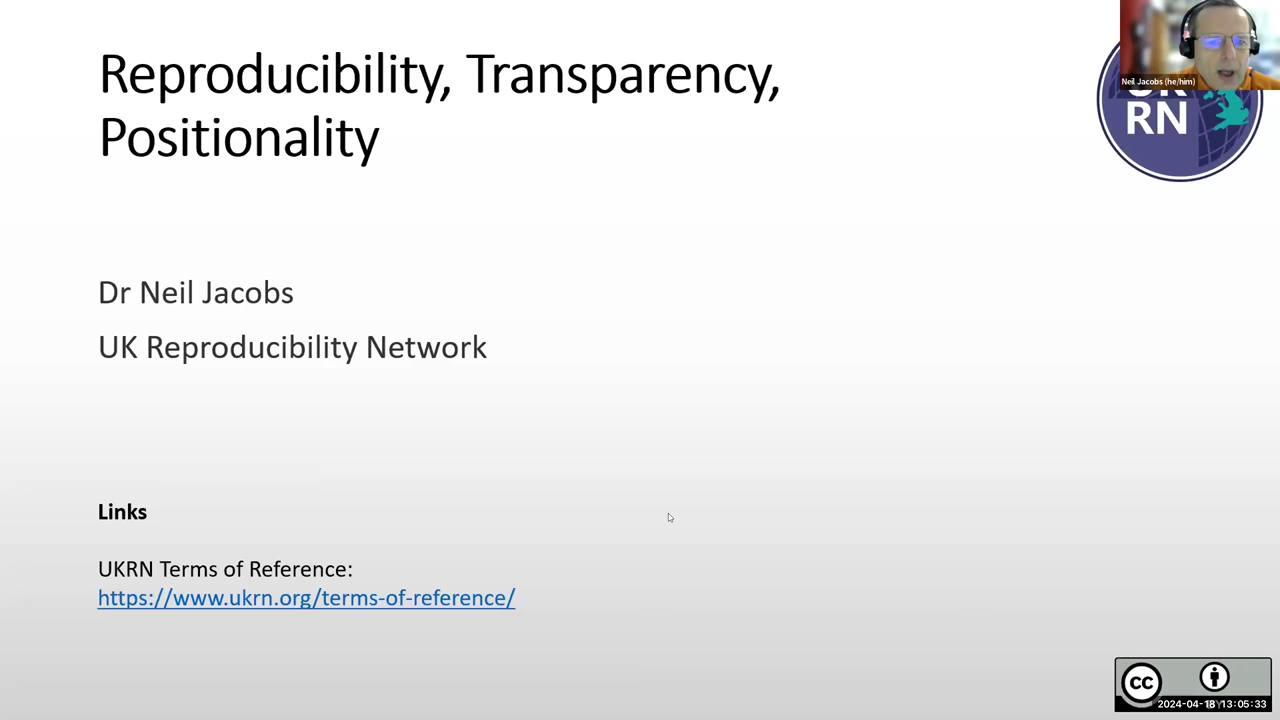 Reproducibility, Transparency,
Positionality
Neil Jacobs (he/him)
RN
Dr Neil Jacobs
UK Reproducibility Network
Links
UKRN Terms of Reference:
https://www.ukrn.org/terms-of-reference/
CC
2024-04-18 13:05:33